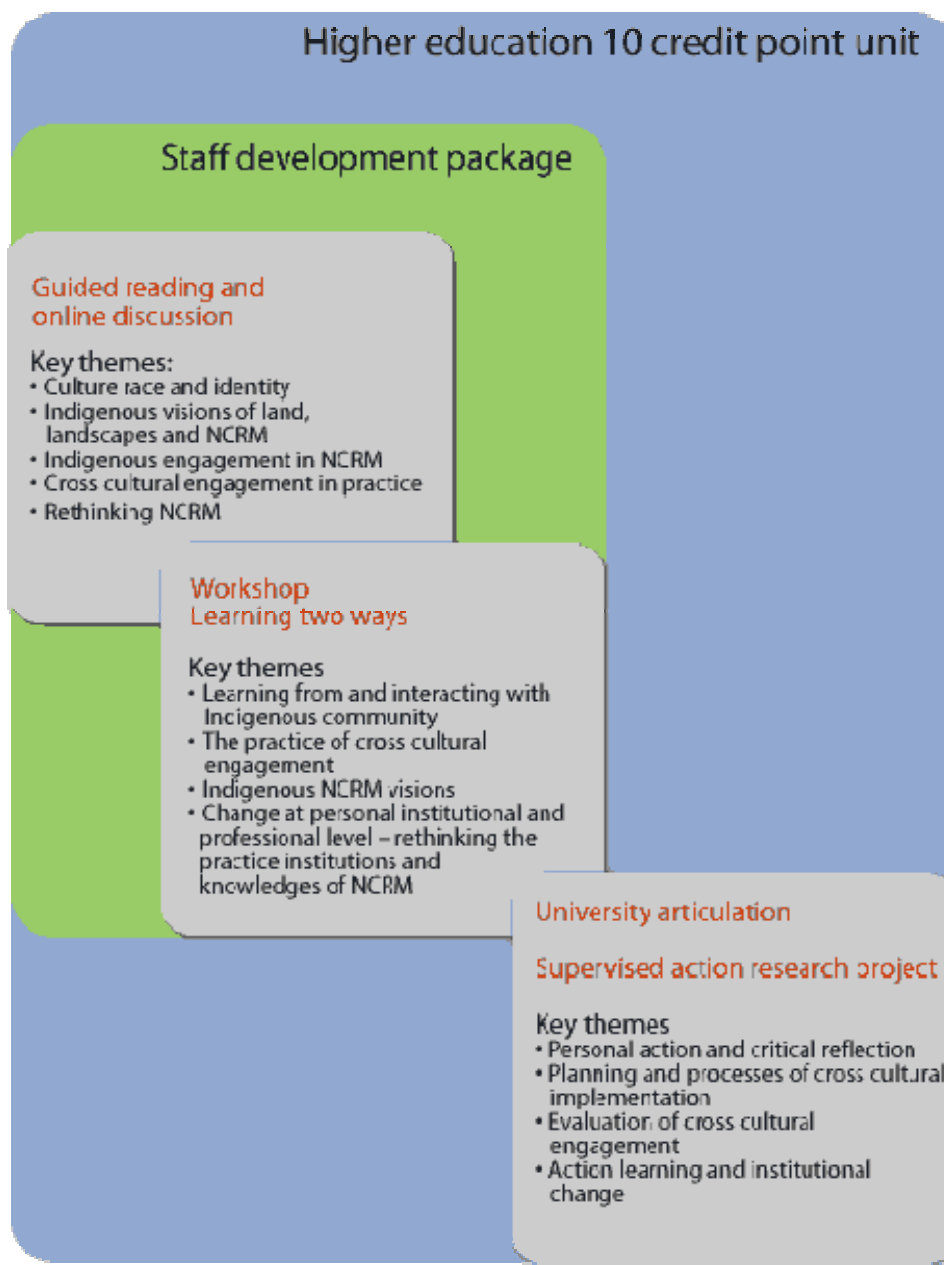 Higher education 10 credit point unit
Staff development package
Guided reading and
online discussion
Key themes:
• Culture race and identity
• Indigenous visions of land,
landscapes and NCRM
• Indigenous engagement in NCRM
• Cross cultural engagement in practice
• Rethinking NCRM
Workshop
Learning two ways
Key themes
• Learning from and interacting with
Indigenous community
• The practice of cross cultural
engagement
• Indigenous NCRM visions
• Change at personal institutional and
professional level – rethinking the
practice institutions and
knowledges of NCRM
University articulation
Supervised action research project
Key themes
• Personal action and critical reflection
• Planning and processes of cross cultural
implementation
• Evaluation of cross cultural
engagement
• Action learning and institutional
change